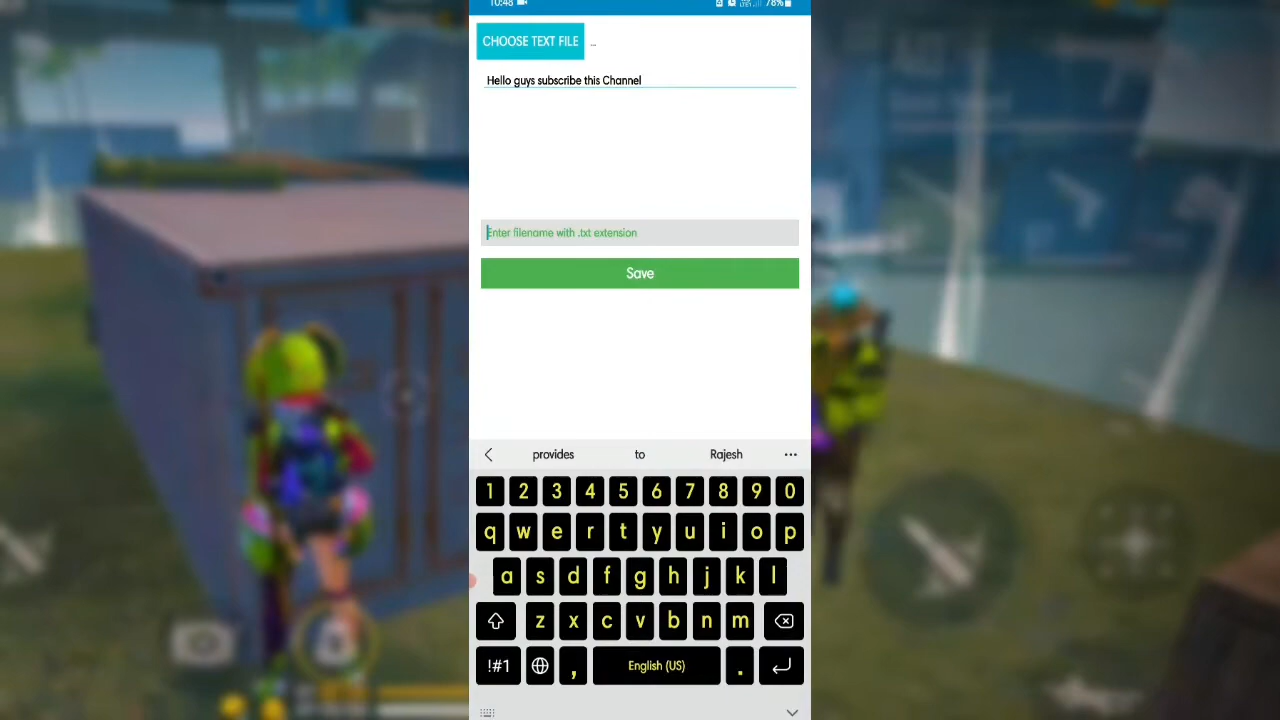 10:48 78%
CHOOSE TEXT FILE ...
Hello guys subscribe this Channel
Enter filename with .txt extension
Save
provides to Rajesh ...
1 2 3 4 5 6 7 8 9 0
q w e r t y u i o p
a s d f g h j k l
z x c v b n m
!#1 , English (US) .